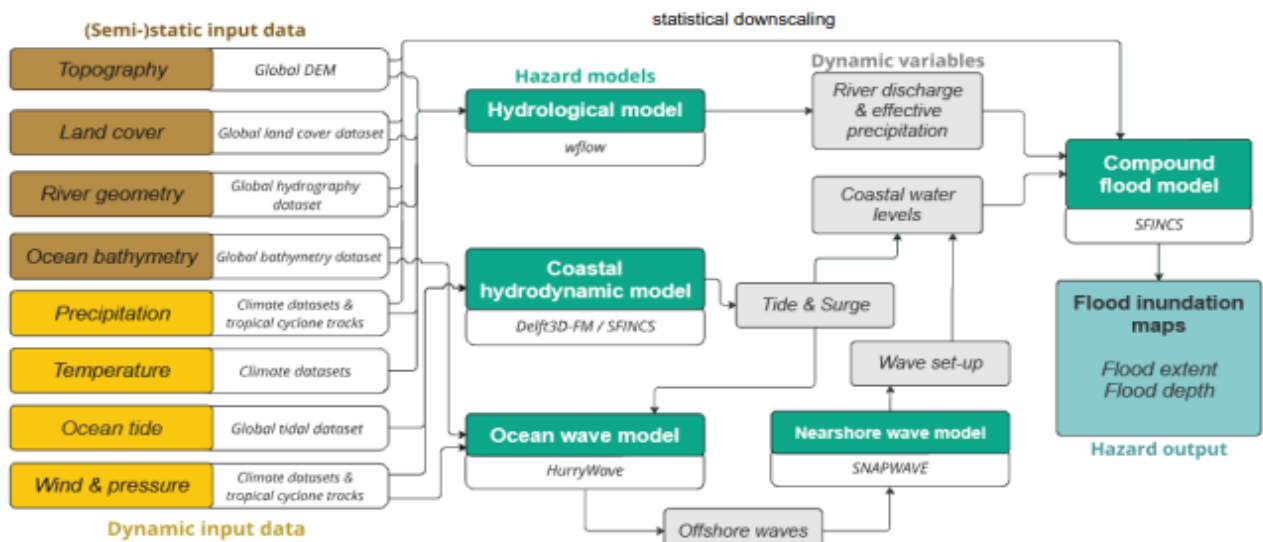 statistical downscaling
(Semi-)static input data
Topography
Global DEM
Land cover
Global land cover dataset
River geometry
Global hydrography
dataset
Ocean bathymetry
Global bathymetry dataset
Precipitation
Climate datasets &
tropical cyclone tracks
Temperature
Climate datasets
Ocean tide
Global tidal dataset
Wind & pressure
Climate datasets &
tropical cyclone tracks
Dynamic input data
Hazard models
Hydrological model
wflow
Coastal
hydrodynamic model
Delft3D-FM / SFINCS
Ocean wave model
HurryWave
Dynamic variables
River discharge
& effective
precipitation
Coastal water
levels
Tide & Surge
Wave set-up
Nearshore wave model
SNAPWAVE
Offshore waves
Compound
flood model
SFINCS
Flood inundation
maps
Flood extent
Flood depth
Hazard output